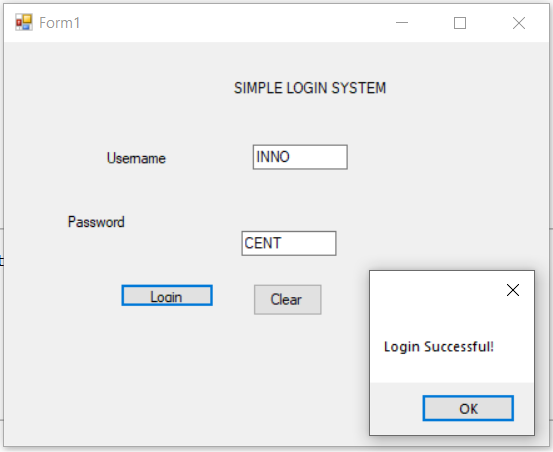 Form1
SIMPLE LOGIN SYSTEM
Username
INNO
Password
CENT
Login
Clear
Login Successful!
OK